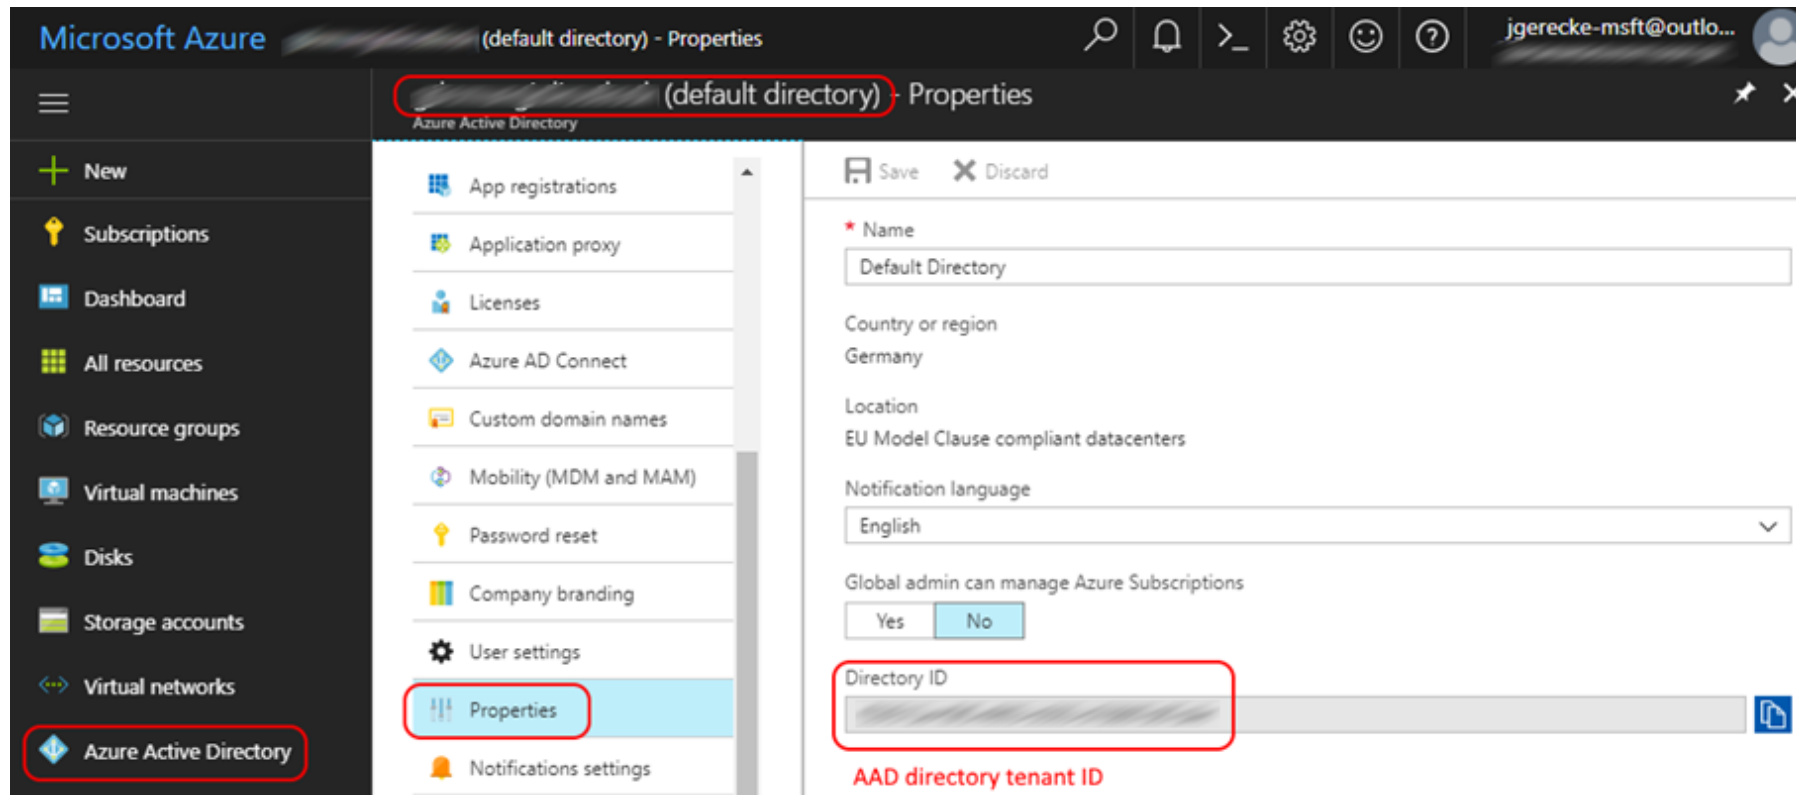 Microsoft Azure (default directory) - Properties
jgerecke-msft@outlo...
(default directory) - Properties
Azure Active Directory
New
Subscriptions
Dashboard
All resources
Resource groups
Virtual machines
Disks
Storage accounts
Virtual networks
Azure Active Directory
App registrations
Application proxy
Licenses
Azure AD Connect
Custom domain names
Mobility (MDM and MAM)
Password reset
Company branding
User settings
Properties
Notifications settings
Save Discard
* Name
Default Directory
Country or region
Germany
Location
EU Model Clause compliant datacenters
Notification language
English
Global admin can manage Azure Subscriptions
Yes No
Directory ID
AAD directory tenant ID